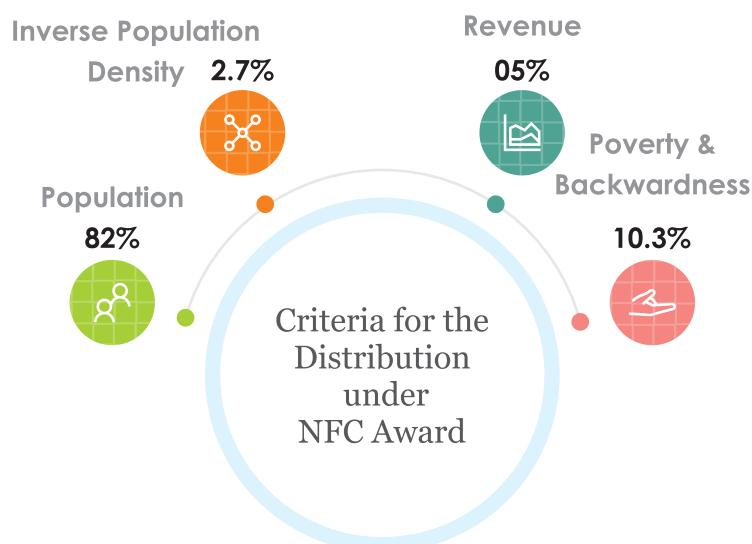 Inverse Population
Density 2.7%
Revenue
05%
Poverty &
Backwardness
10.3%
Population
82%
Criteria for the
Distribution
under
NFC Award